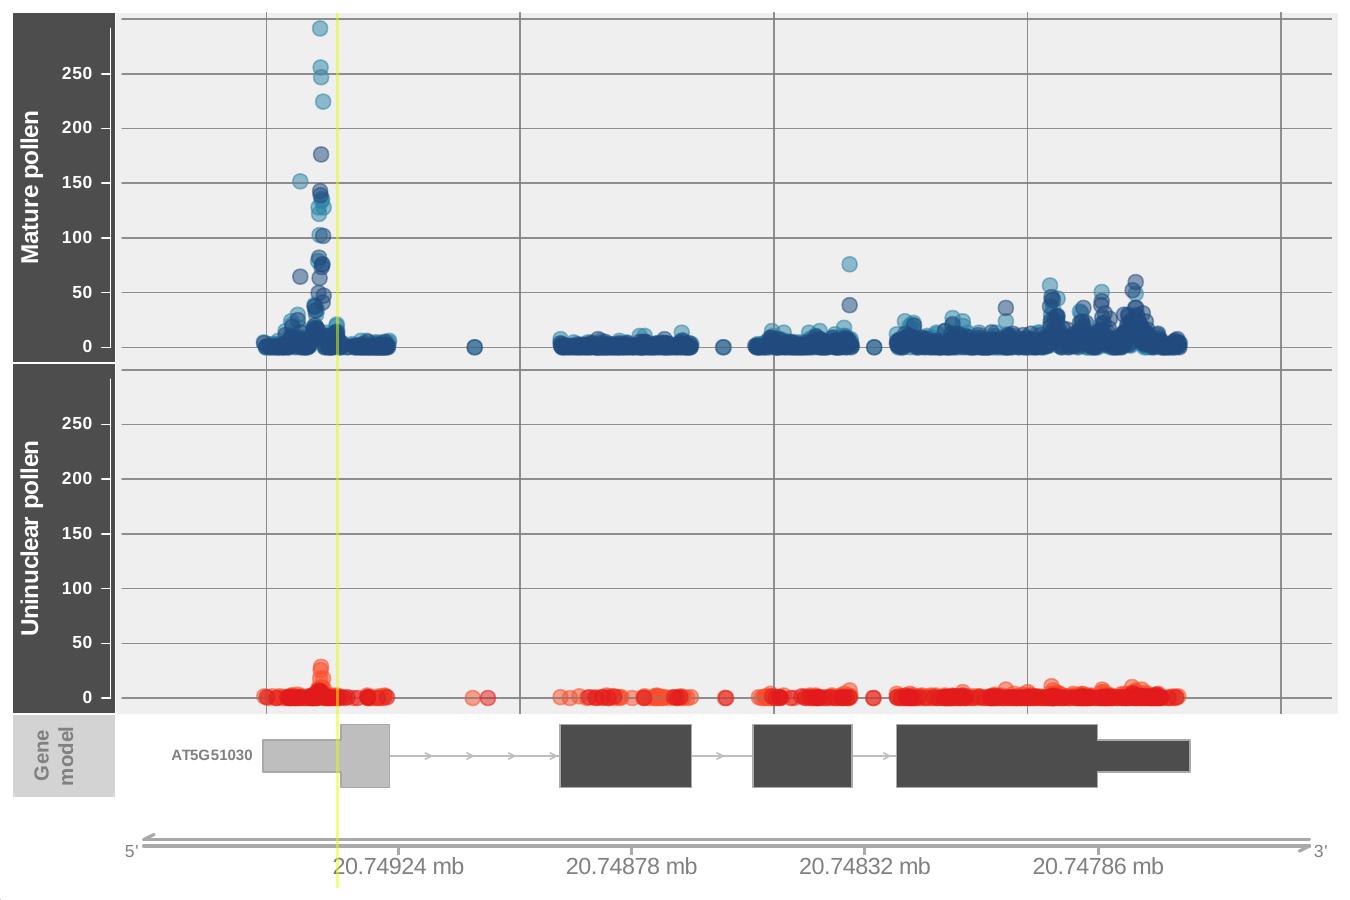 Mature pollen
250
200
150
100
50
0
Uninuclear pollen
250
200
150
100
50
0
Gene
model
AT5G51030
5'
3'
20.74924 mb
20.74878 mb
20.74832 mb
20.74786 mb